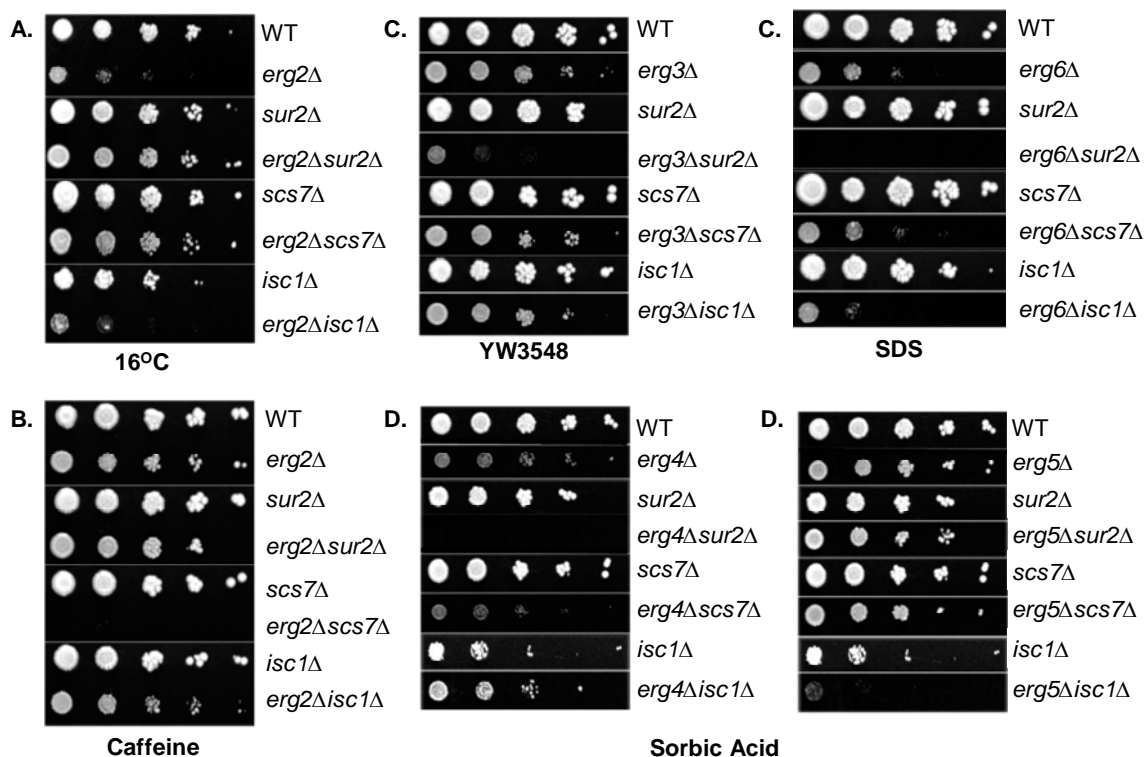 A.
WT
erg2Δ
sur2Δ
erg2Δsur2Δ
scs7Δ
erg2Δscs7Δ
isc1Δ
erg2Δisc1Δ
16ᴼC
C.
WT
erg3Δ
sur2Δ
erg3Δsur2Δ
scs7Δ
erg3Δscs7Δ
isc1Δ
erg3Δisc1Δ
YW3548
C.
WT
erg6Δ
sur2Δ
erg6Δsur2Δ
scs7Δ
erg6Δscs7Δ
isc1Δ
erg6Δisc1Δ
SDS
B.
WT
erg2Δ
sur2Δ
erg2Δsur2Δ
scs7Δ
erg2Δscs7Δ
isc1Δ
erg2Δisc1Δ
Caffeine
D.
WT
erg4Δ
sur2Δ
erg4Δsur2Δ
scs7Δ
erg4Δscs7Δ
isc1Δ
erg4Δisc1Δ
D.
WT
erg5Δ
sur2Δ
erg5Δsur2Δ
scs7Δ
erg5Δscs7Δ
isc1Δ
erg5Δisc1Δ
Sorbic Acid